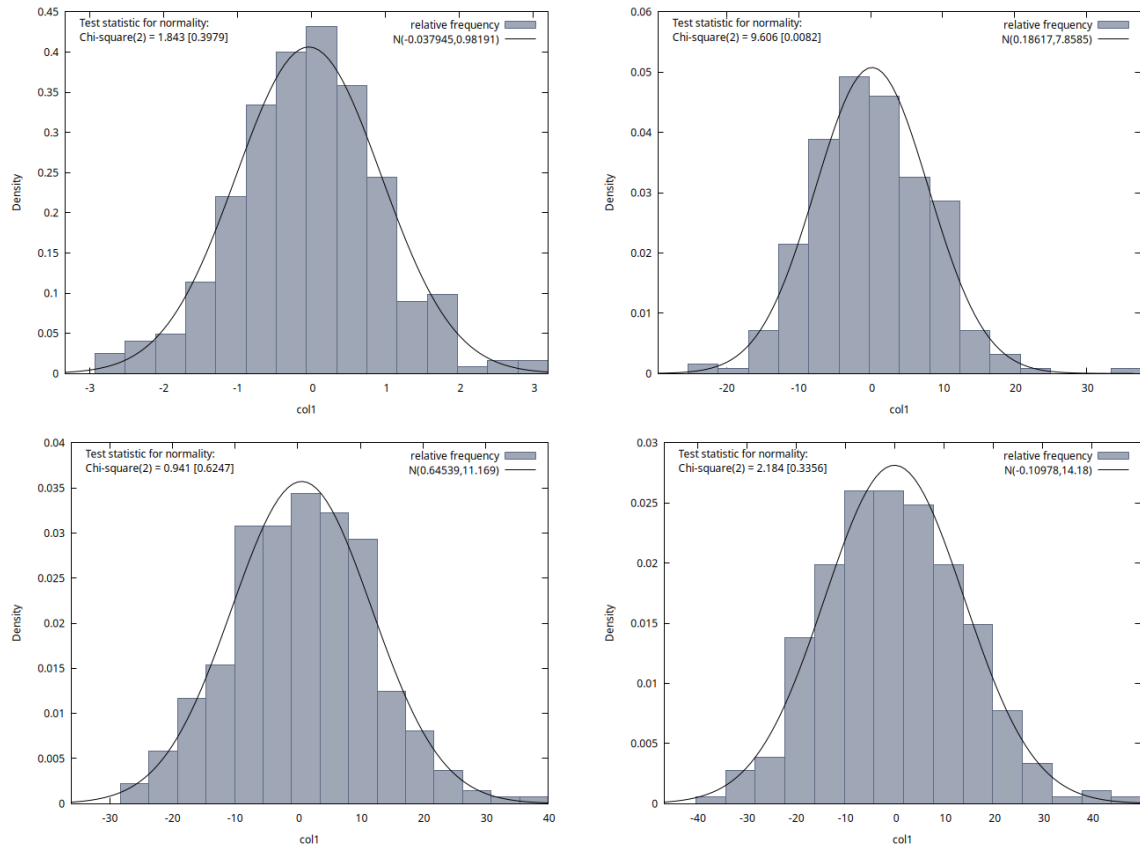 Test statistic for normality:
Chi-square(2) = 1.843 [0.3979]
relative frequency
N(-0.037945,0.98191)
0.45
0.4
0.35
0.3
0.25
0.2
0.15
0.1
0.05
0
Density
-3 -2 -1 0 1 2 3
col1
Test statistic for normality:
Chi-square(2) = 9.606 [0.0082]
relative frequency
N(0.18617,7.8585)
0.06
0.05
0.04
0.03
0.02
0.01
0
Density
-20 -10 0 10 20 30
col1
Test statistic for normality:
Chi-square(2) = 0.941 [0.6247]
relative frequency
N(0.64539,11.169)
0.04
0.035
0.03
0.025
0.02
0.015
0.01
0.005
0
Density
-30 -20 -10 0 10 20 30 40
col1
Test statistic for normality:
Chi-square(2) = 2.184 [0.3356]
relative frequency
N(-0.10978,14.18)
0.03
0.025
0.02
0.015
0.01
0.005
0
Density
-40 -30 -20 -10 0 10 20 30 40
col1